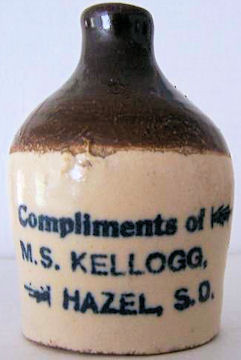 Compliments of
M.S. KELLOGG,
HAZEL, S.D.